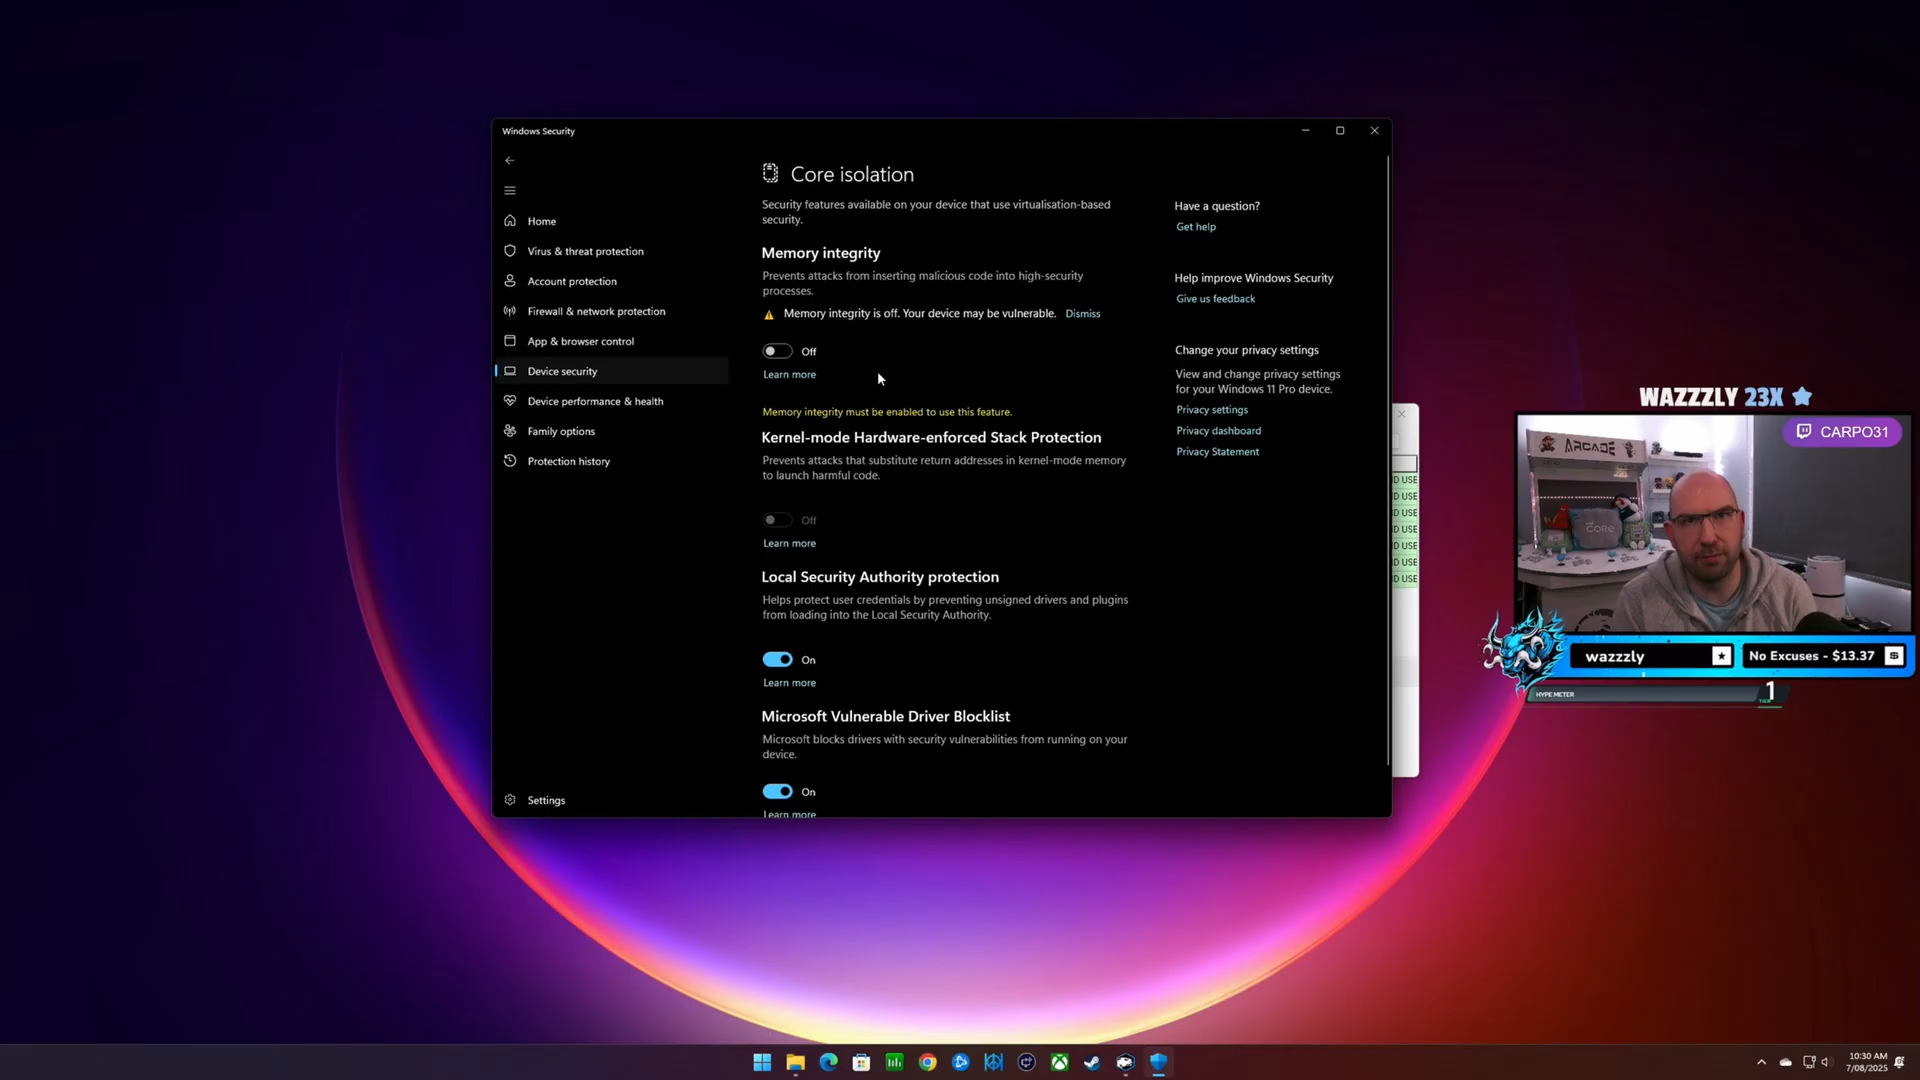 Windows Security
Home
Virus & threat protection
Account protection
Firewall & network protection
App & browser control
Device security
Device performance & health
Family options
Protection history
Settings
Core isolation
Security features available on your device that use virtualisation-based
security.
Memory integrity
Prevents attacks from inserting malicious code into high-security
processes.
Memory integrity is off. Your device may be vulnerable. Dismiss
Off
Learn more
Memory integrity must be enabled to use this feature.
Kernel-mode Hardware-enforced Stack Protection
Prevents attacks that substitute return addresses in kernel-mode memory
to launch harmful code.
Off
Learn more
Local Security Authority protection
Helps protect user credentials by preventing unsigned drivers and plugins
from loading into the Local Security Authority.
On
Learn more
Microsoft Vulnerable Driver Blocklist
Microsoft blocks drivers with security vulnerabilities from running on your
device.
On
Learn more
Have a question?
Get help
Help improve Windows Security
Give us feedback
Change your privacy settings
View and change privacy settings
for your Windows 11 Pro device.
Privacy settings
Privacy dashboard
Privacy Statement
D USE
D USE
D USE
D USE
D USE
D USE
D USE
WAZZZLY 23X
CARPO31
ARCADE
CORE
wazzzly
No Excuses - $13.37
HYPE METER
1
10:30 AM
7/08/2025